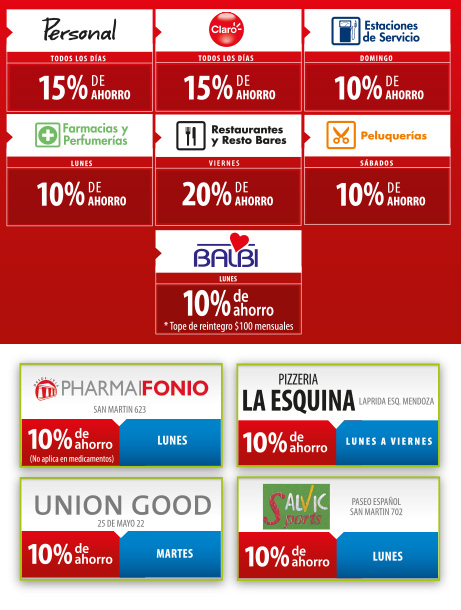 Personal
TODOS LOS DÍAS
15% DE AHORRO
Claro
TODOS LOS DÍAS
15% DE AHORRO
Estaciones
de Servicio
DOMINGO
10% DE AHORRO
Farmacias y
Perfumerías
LUNES
10% DE AHORRO
Restaurantes
y Resto Bares
VIERNES
20% DE AHORRO
Peluquerías
SÁBADOS
10% DE AHORRO
BALBI
LUNES
10% de ahorro
* Tope de reintegro $100 mensuales
PHARMAIFONIO
SAN MARTIN 623
10% de ahorro
(No aplica en medicamentos)
LUNES
PIZZERIA
LA ESQUINA
LAPRIDA ESQ. MENDOZA
10% de ahorro
LUNES A VIERNES
UNION GOOD
25 DE MAYO 22
10% de ahorro
MARTES
SALVIC
Sports
PASEO ESPAÑOL
SAN MARTIN 702
10% de ahorro
LUNES